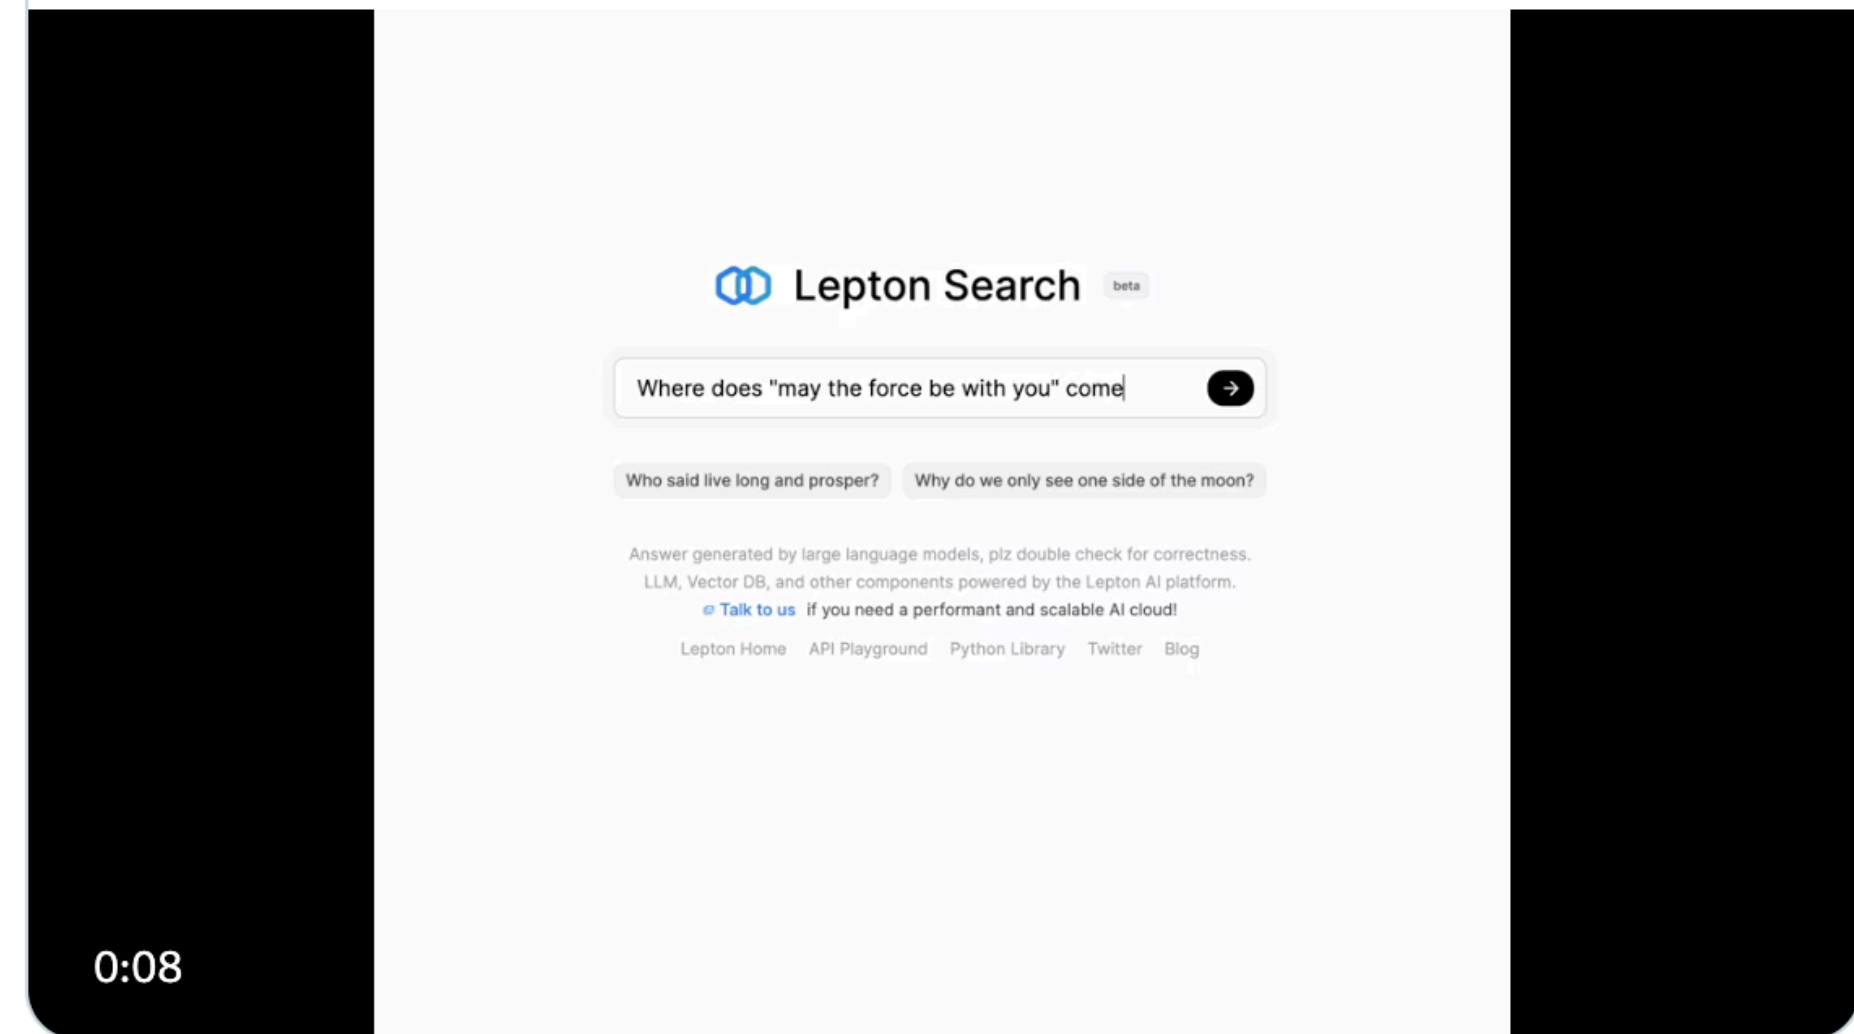 Lepton Search beta
Where does "may the force be with you" come
Who said live long and prosper? Why do we only see one side of the moon?
Answer generated by large language models, plz double check for correctness.
LLM, Vector DB, and other components powered by the Lepton AI platform.
Talk to us if you need a performant and scalable AI cloud!
Lepton Home API Playground Python Library Twitter Blog
0:08